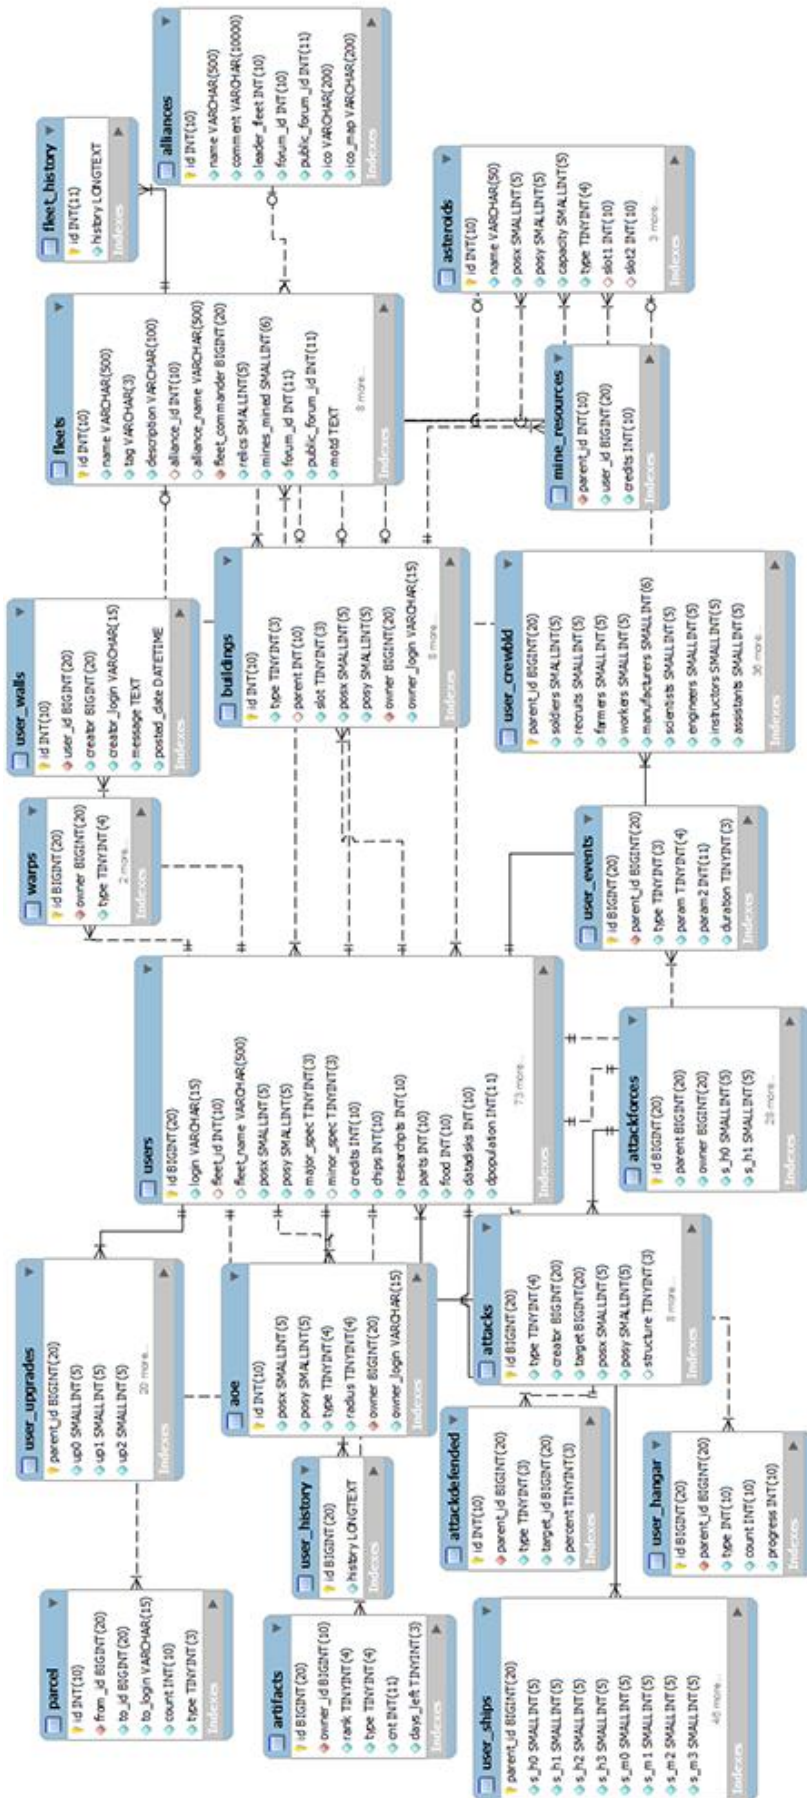 parcel
id INT(10)
from_id BIGINT(20)
to_id BIGINT(20)
to_login VARCHAR(15)
count INT(10)
type TINYINT(3)
Indexes
user_upgrades
parent_id BIGINT(20)
up0 SMALLINT(5)
up1 SMALLINT(5)
up2 SMALLINT(5)
20 more...
Indexes
artifacts
id BIGINT(20)
owner_id BIGINT(10)
rank TINYINT(4)
type TINYINT(4)
cnt INT(11)
days_left TINYINT(3)
Indexes
user_history
id BIGINT(20)
history LONGTEXT
Indexes
aoe
id INT(10)
posx SMALLINT(5)
posy SMALLINT(5)
type TINYINT(4)
radius TINYINT(4)
owner BIGINT(20)
owner_login VARCHAR(15)
Indexes
user_ships
parent_id BIGINT(20)
s_h0 SMALLINT(5)
s_h1 SMALLINT(5)
s_h2 SMALLINT(5)
s_h3 SMALLINT(5)
s_m0 SMALLINT(5)
s_m1 SMALLINT(5)
s_m2 SMALLINT(5)
s_m3 SMALLINT(5)
Indexes
attackdefended
id INT(10)
parent_id BIGINT(20)
type TINYINT(3)
target_id BIGINT(20)
percent TINYINT(3)
Indexes
user_hangar
id BIGINT(20)
parent_id BIGINT(20)
type INT(10)
count INT(10)
progress INT(10)
Indexes
attacks
id BIGINT(20)
type TINYINT(4)
creator BIGINT(20)
target BIGINT(20)
posx SMALLINT(5)
posy SMALLINT(5)
structure TINYINT(3)
8 more...
Indexes
users
id BIGINT(20)
login VARCHAR(15)
fleet_id INT(10)
fleet_name VARCHAR(500)
posx SMALLINT(5)
posy SMALLINT(5)
major_spec TINYINT(3)
minor_spec TINYINT(3)
credits INT(10)
chips INT(10)
researchpts INT(10)
parts INT(10)
food INT(10)
datadisks INT(10)
dpopulation INT(11)
73 more...
Indexes
attackforces
id BIGINT(20)
parent BIGINT(20)
owner BIGINT(20)
s_h0 SMALLINT(5)
s_h1 SMALLINT(5)
28 more...
Indexes
warps
id BIGINT(20)
owner BIGINT(20)
type TINYINT(4)
2 more...
Indexes
user_walls
id INT(10)
user_id BIGINT(20)
creator BIGINT(20)
creator_login VARCHAR(15)
message TEXT
posted_date DATETIME
Indexes
user_events
id BIGINT(20)
parent_id BIGINT(20)
type TINYINT(3)
param TINYINT(4)
param2 INT(11)
duration TINYINT(3)
Indexes
buildings
id INT(10)
type TINYINT(3)
parent INT(10)
slot TINYINT(3)
posx SMALLINT(5)
posy SMALLINT(5)
owner BIGINT(20)
owner_login VARCHAR(15)
8 more...
Indexes
user_crewbld
parent_id BIGINT(20)
soldiers SMALLINT(5)
recruits SMALLINT(5)
farmers SMALLINT(5)
workers SMALLINT(5)
manufacturers SMALLINT(6)
scientists SMALLINT(5)
engineers SMALLINT(5)
instructors SMALLINT(5)
assistants SMALLINT(5)
Indexes
fleets
id INT(10)
name VARCHAR(500)
tag VARCHAR(3)
description VARCHAR(100)
alliance_id INT(10)
alliance_name VARCHAR(500)
fleet_commander BIGINT(20)
relics SMALLINT(5)
mines_mined SMALLINT(6)
forum_id INT(11)
public_forum_id INT(11)
motd TEXT
8 more...
Indexes
mine_resources
parent_id INT(10)
user_id BIGINT(20)
credits INT(10)
Indexes
fleet_history
id INT(11)
history LONGTEXT
Indexes
alliances
id INT(10)
name VARCHAR(500)
comment VARCHAR(10000)
leader_fleet INT(10)
forum_id INT(10)
public_forum_id INT(11)
ico VARCHAR(200)
ico_map VARCHAR(200)
Indexes
asteroids
id INT(10)
name VARCHAR(50)
posx SMALLINT(5)
posy SMALLINT(5)
capacity SMALLINT(5)
type TINYINT(4)
slot1 INT(10)
slot2 INT(10)
3 more...
Indexes